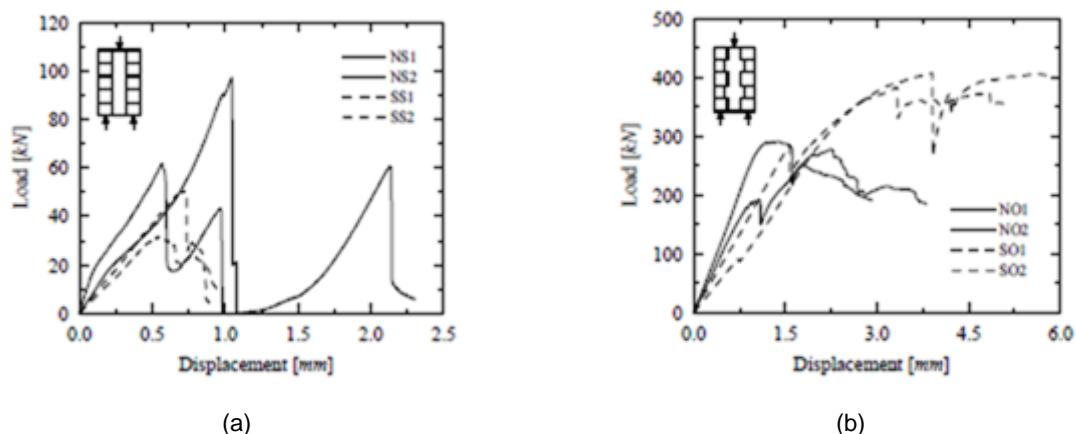 120
100
80
60
40
20
0
Load [kN]
NS1
NS2
SS1
SS2
0.0 0.5 1.0 1.5 2.0 2.5
Displacement [mm]
(a)
500
400
300
200
100
0
Load [kN]
NO1
NO2
SO1
SO2
0.0 1.5 3.0 4.5 6.0
Displacement [mm]
(b)